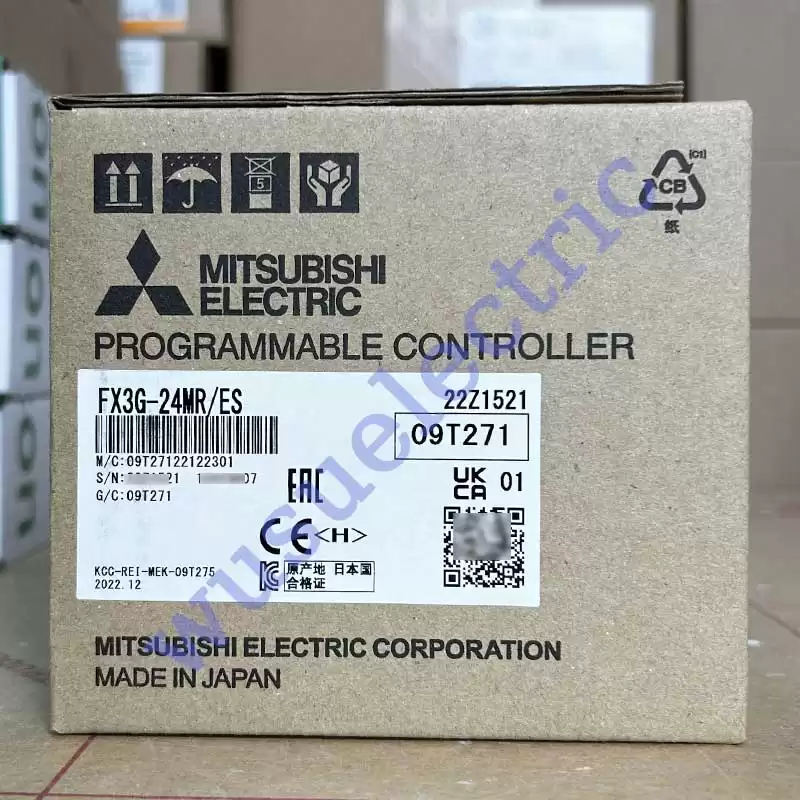 5
[C1]
CB
纸
MITSUBISHI
ELECTRIC
PROGRAMMABLE CONTROLLER
FX3G-24MR/ES
22Z1521
09T271
M/C:09T27122122301
S/N:
G/C:09T271
EAC
UK
CA
01
CE<H>
KCC-REI-MEK-09T275
2022.12
原产地 日本国
合格证
MITSUBISHI ELECTRIC CORPORATION
MADE IN JAPAN
wusuelectric